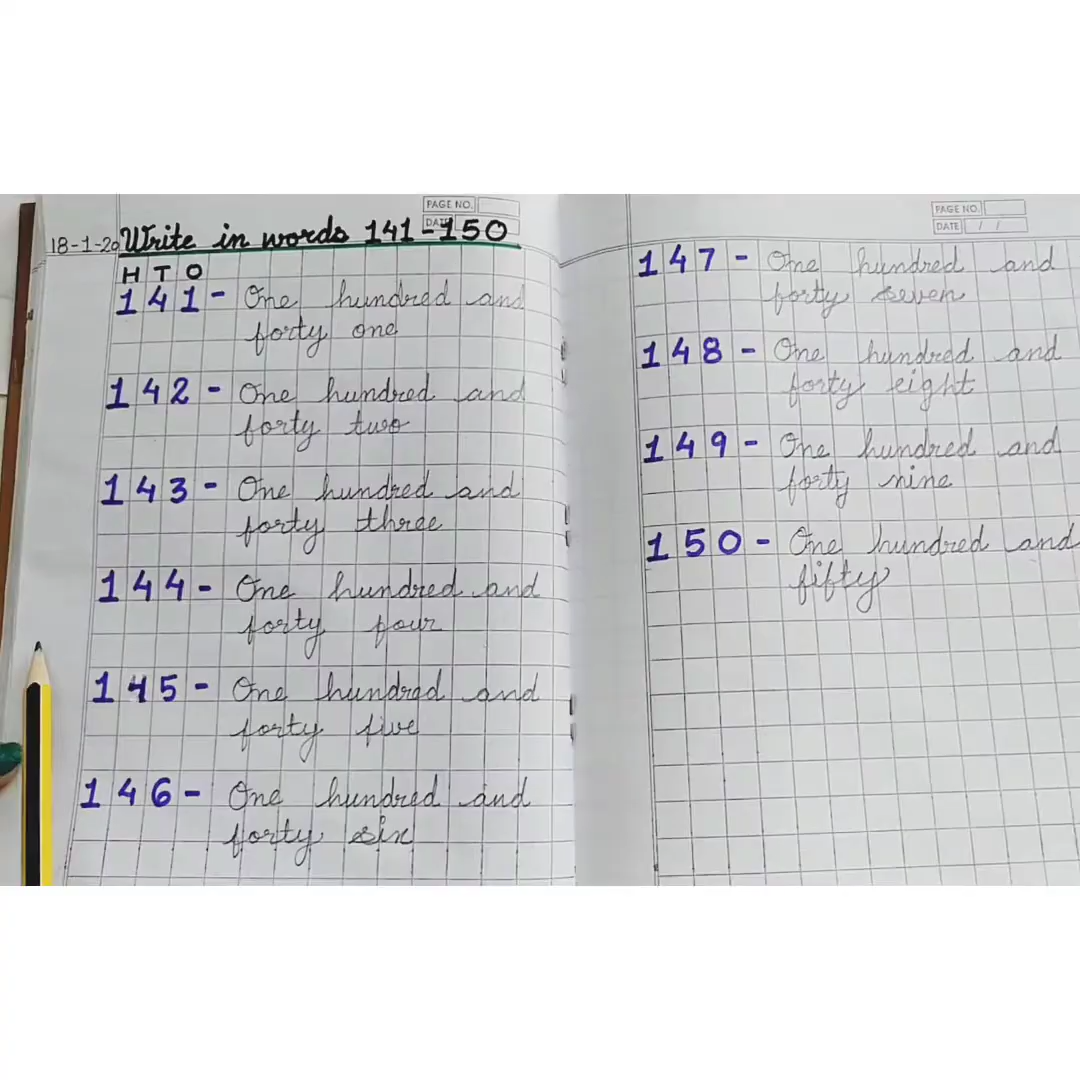 PAGE NO.
DATE
18-1-20 Write in words 141-150
H T O
141 - One hundred and
forty one
142 - One hundred and
forty two
143 - One hundred and
forty three
144 - One hundred and
forty four
145 - One hundred and
forty five
146 - One hundred and
forty six
PAGE NO.
DATE / /
147 - One hundred and
forty seven
148 - One hundred and
forty eight
149 - One hundred and
forty nine
150 - One hundred and
fifty